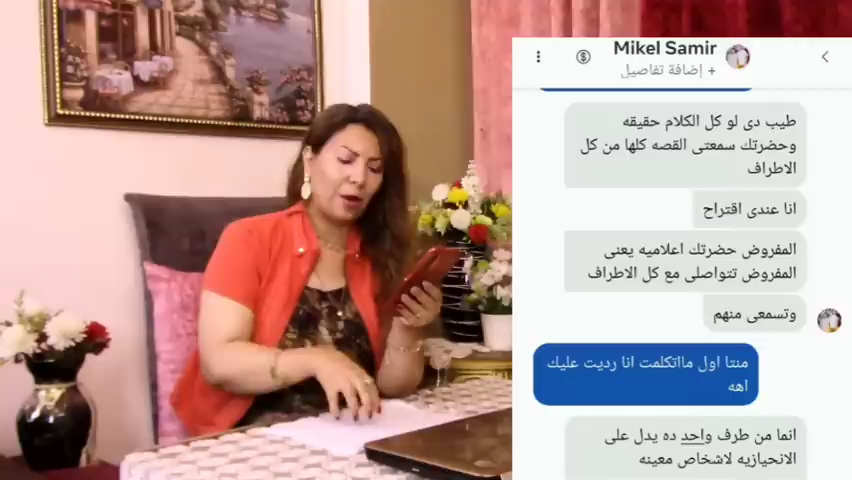 Mikel Samir
+ إضافة تفاصيل
طيب دى لو كل الكلام حقيقه
وحضرتك سمعتى القصه كلها من كل
الاطراف
انا عندى اقتراح
المفروض حضرتك اعلاميه يعنى
المفروض تتواصلى مع كل الاطراف
وتسمعى منهم
منتا اول مااتكلمت انا رديت عليك
اهه
انما من طرف واحد ده يدل على
الانحيازيه لاشخاص معينه